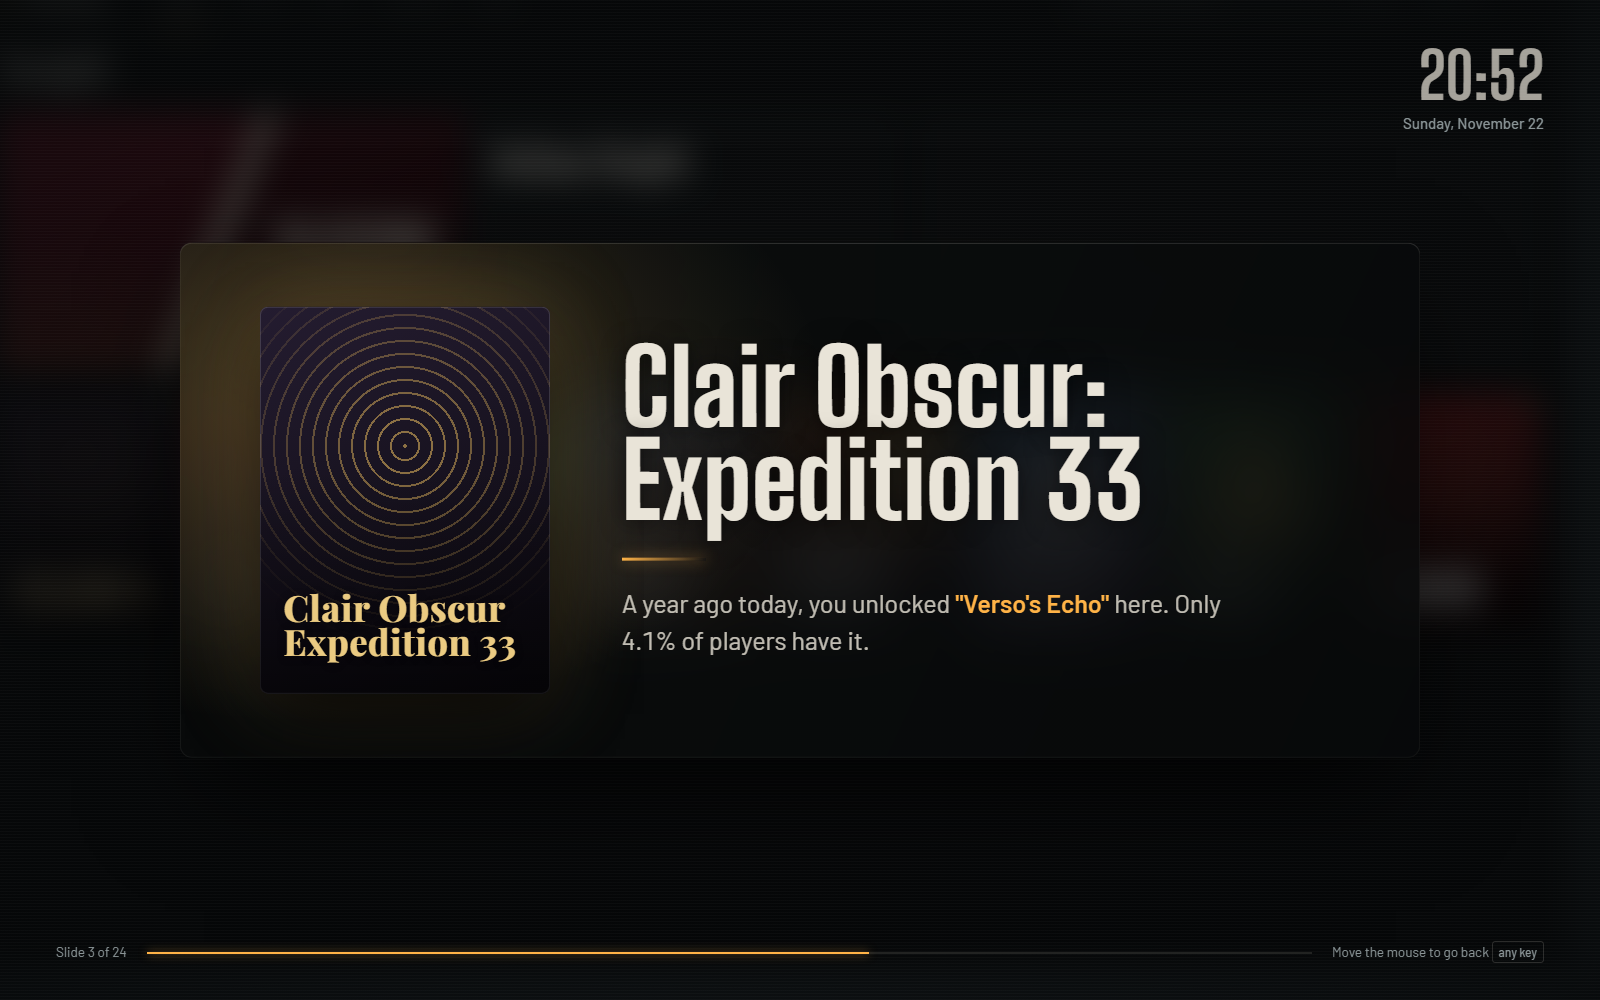 20:52
Sunday, November 22
Clair Obscur
Expedition 33
Clair Obscur:
Expedition 33
A year ago today, you unlocked "Verso's Echo" here. Only
4.1% of players have it.
Slide 3 of 24
Move the mouse to go back any key